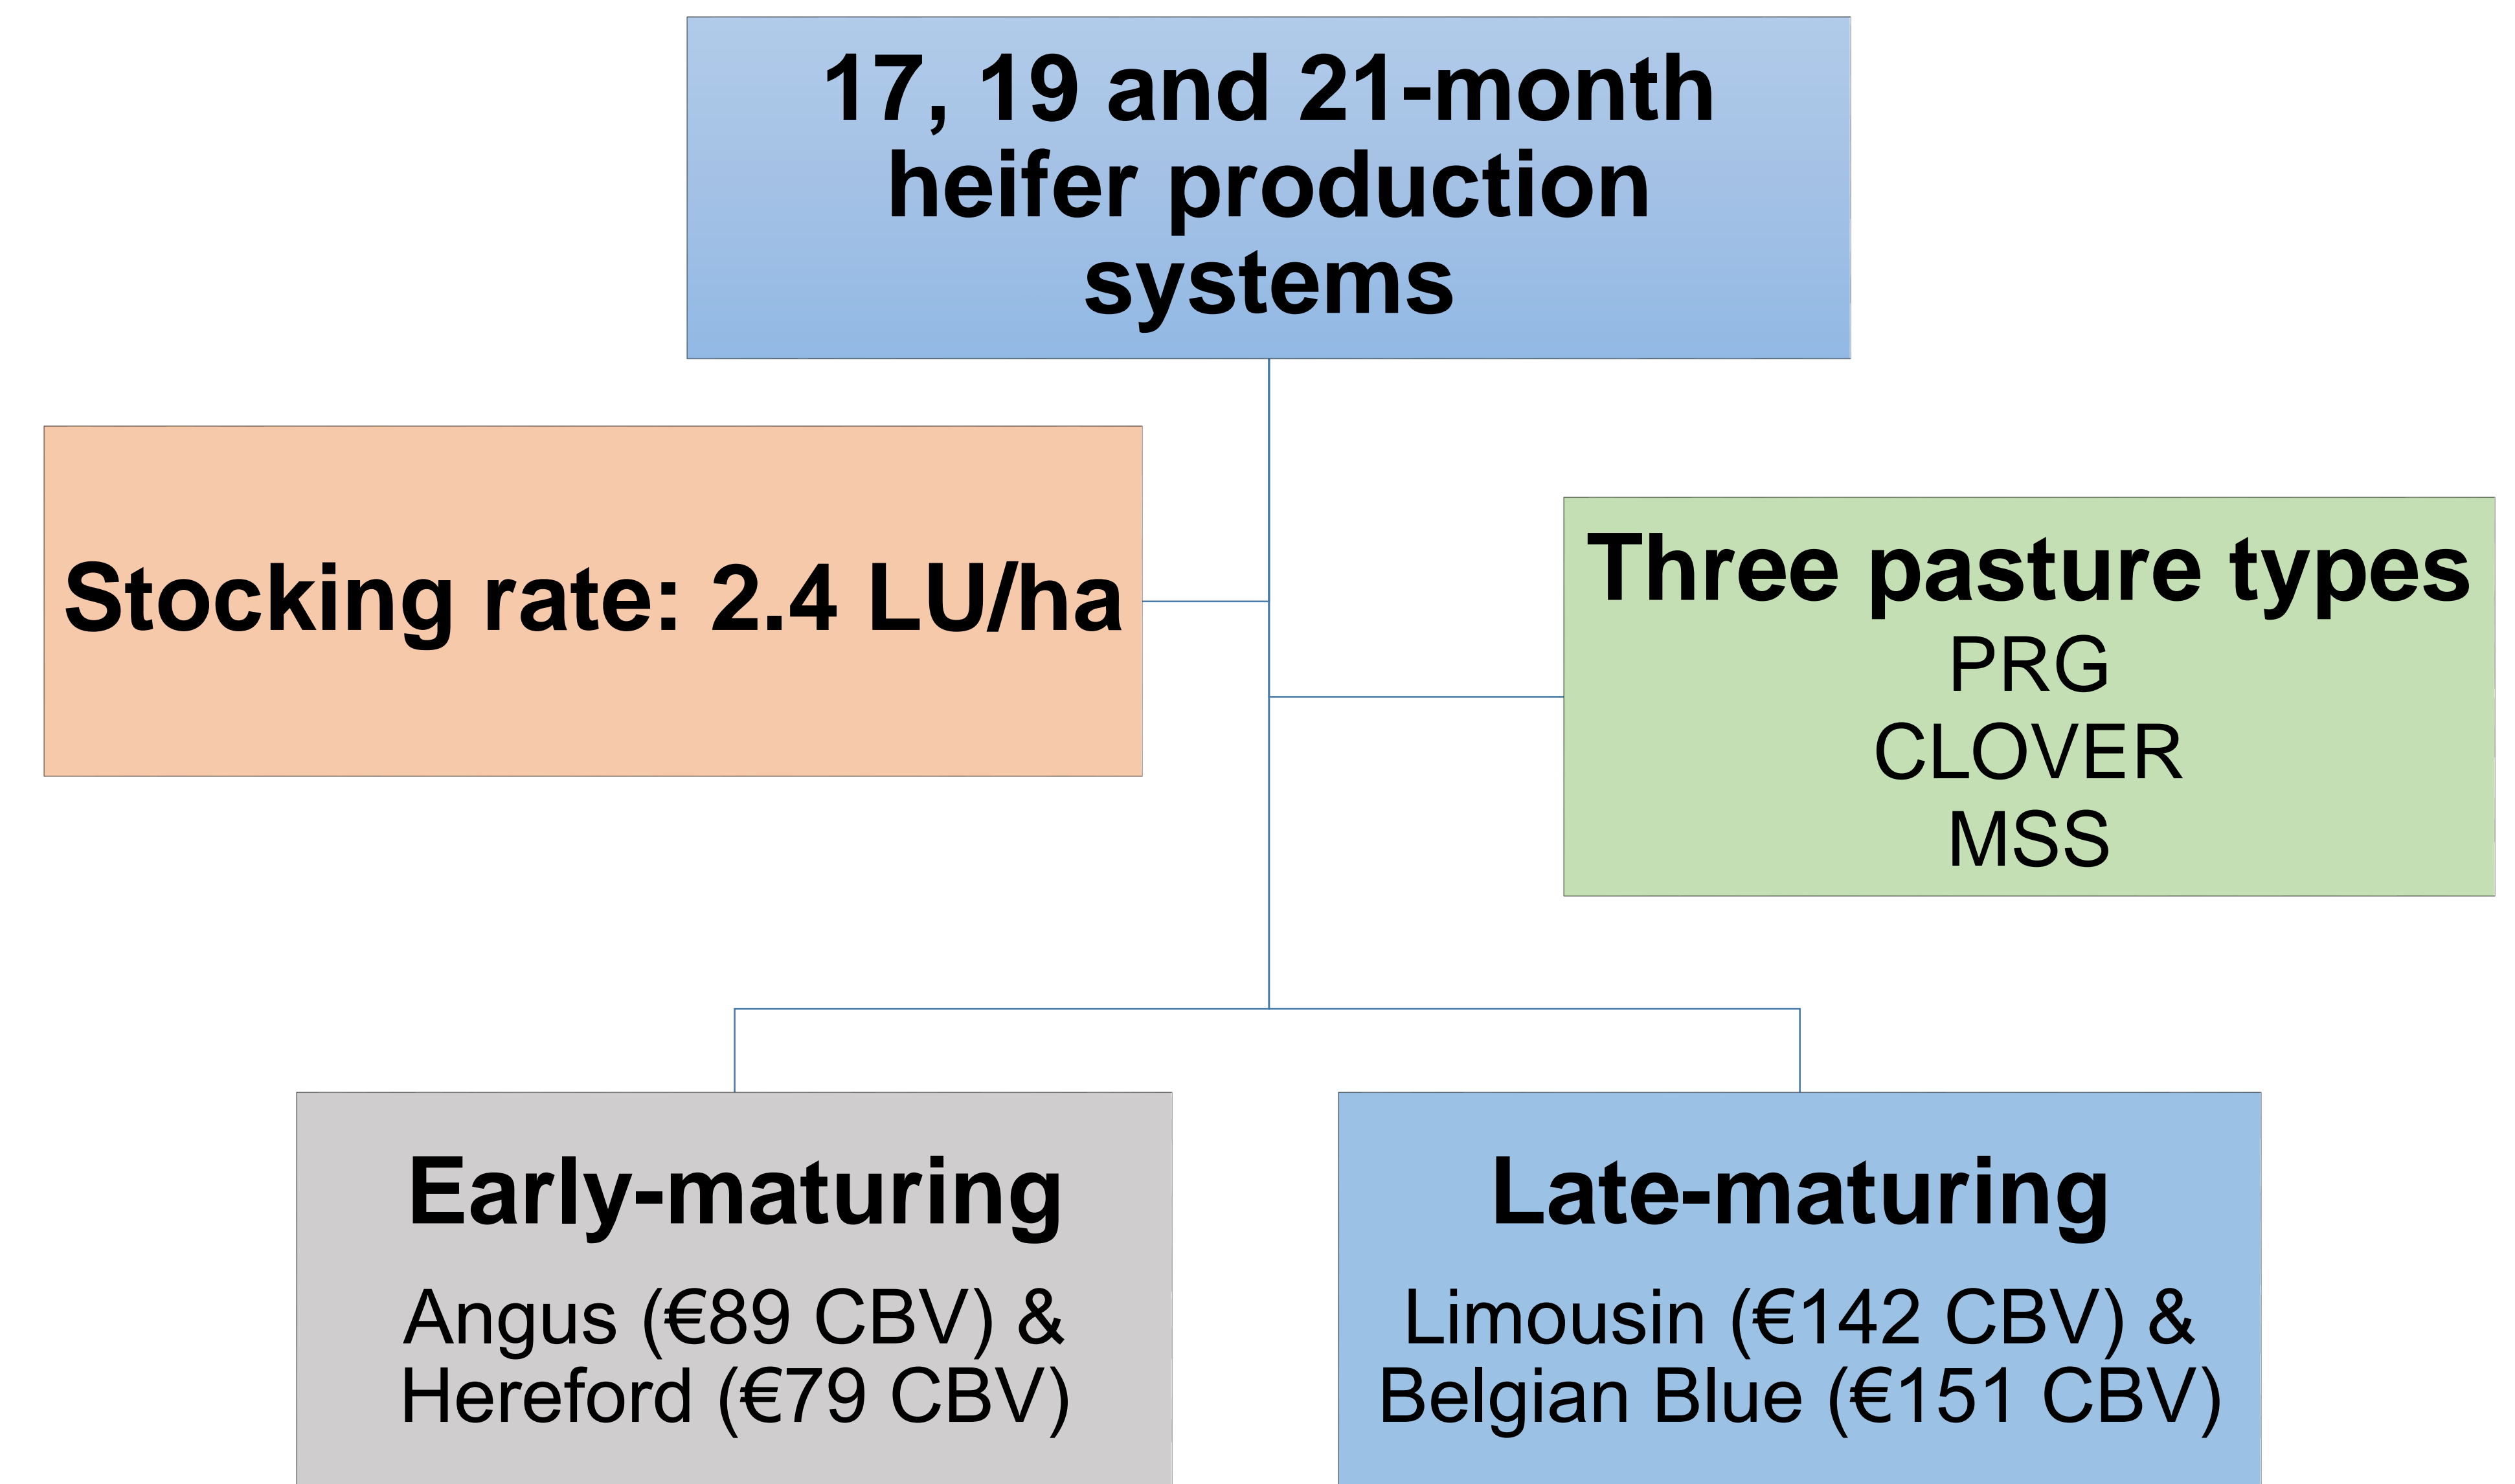 17, 19 and 21-month
heifer production
systems
Stocking rate: 2.4 LU/ha
Three pasture types
PRG
CLOVER
MSS
Early-maturing
Angus (€89 CBV) &
Hereford (€79 CBV)
Late-maturing
Limousin (€142 CBV) &
Belgian Blue (€151 CBV)